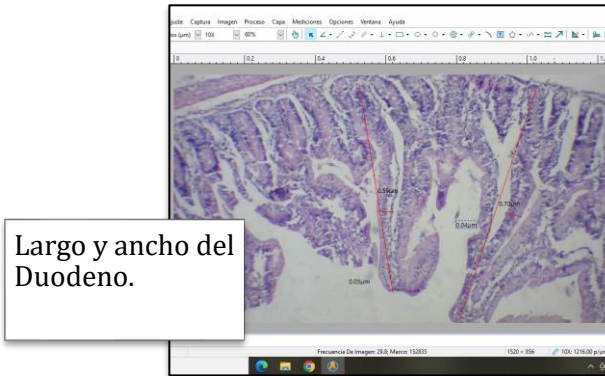 Ajuste Captura Imagen Proceso Capa Mediciones Opciones Ventana Ayuda
(µm) 10X 60%
0 0,2 0,4 0,6 0,8 1,0
0.59µm
0.70µm
0.04µm
0.05µm
Largo y ancho del
Duodeno.
Frecuencia De Imagen: 29.8; Marco: 152835 1520 × 856 10X: 1216.00